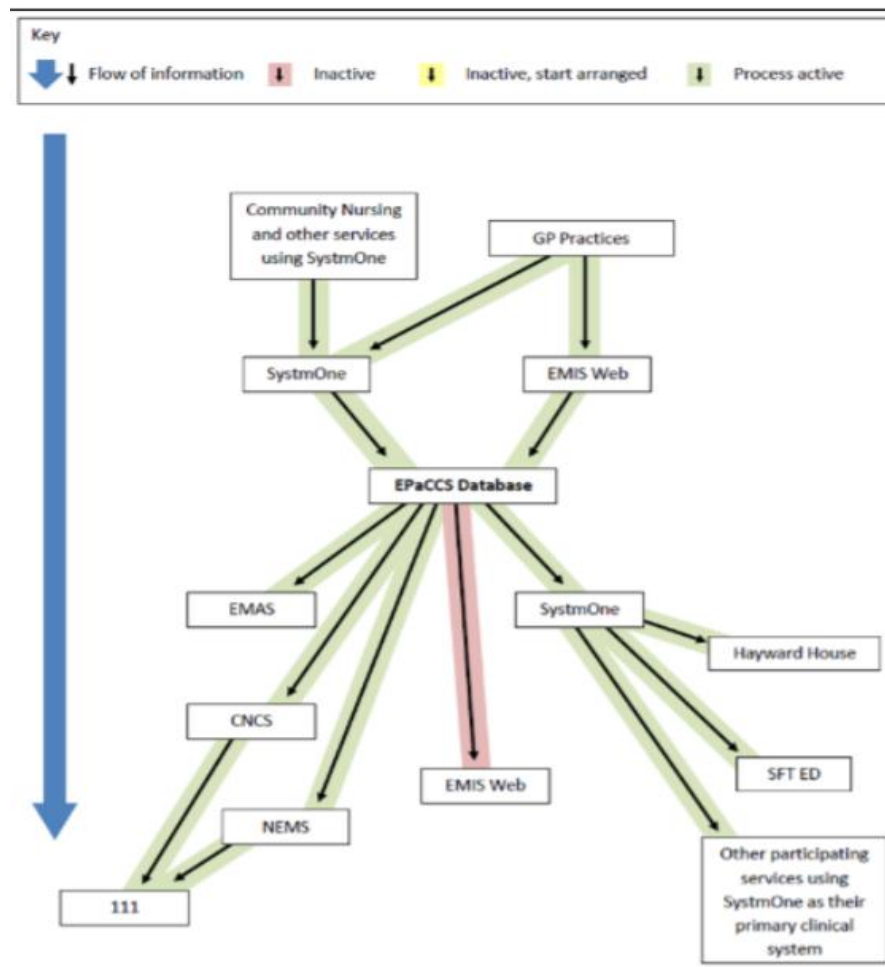 Key
Flow of information
Inactive
Inactive, start arranged
Process active
Community Nursing
and other services
using SystmOne
GP Practices
SystmOne
EMIS Web
EPaCCS Database
EMAS
SystmOne
Hayward House
CNCS
EMIS Web
SFT ED
NEMS
Other participating
services using
SystmOne as their
primary clinical
system
111